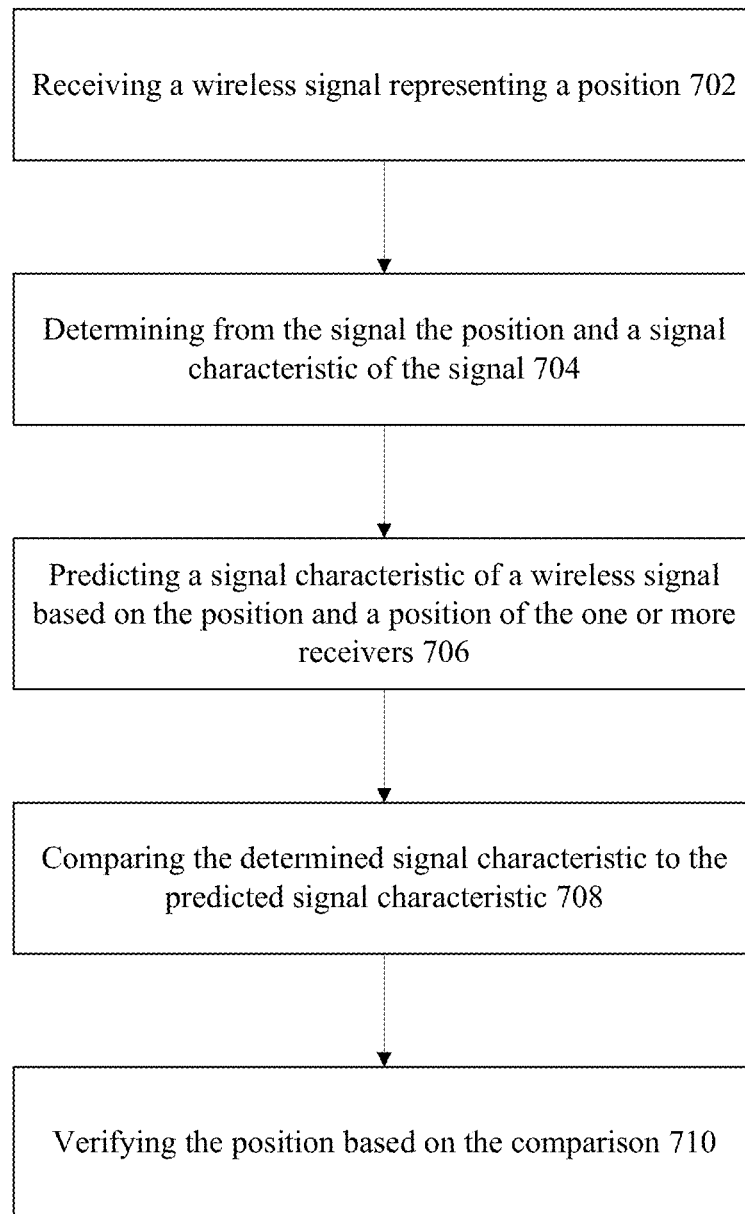 Receiving a wireless signal representing a position 702
Determining from the signal the position and a signal
characteristic of the signal 704
Predicting a signal characteristic of a wireless signal
based on the position and a position of the one or more
receivers 706
Comparing the determined signal characteristic to the
predicted signal characteristic 708
Verifying the position based on the comparison 710